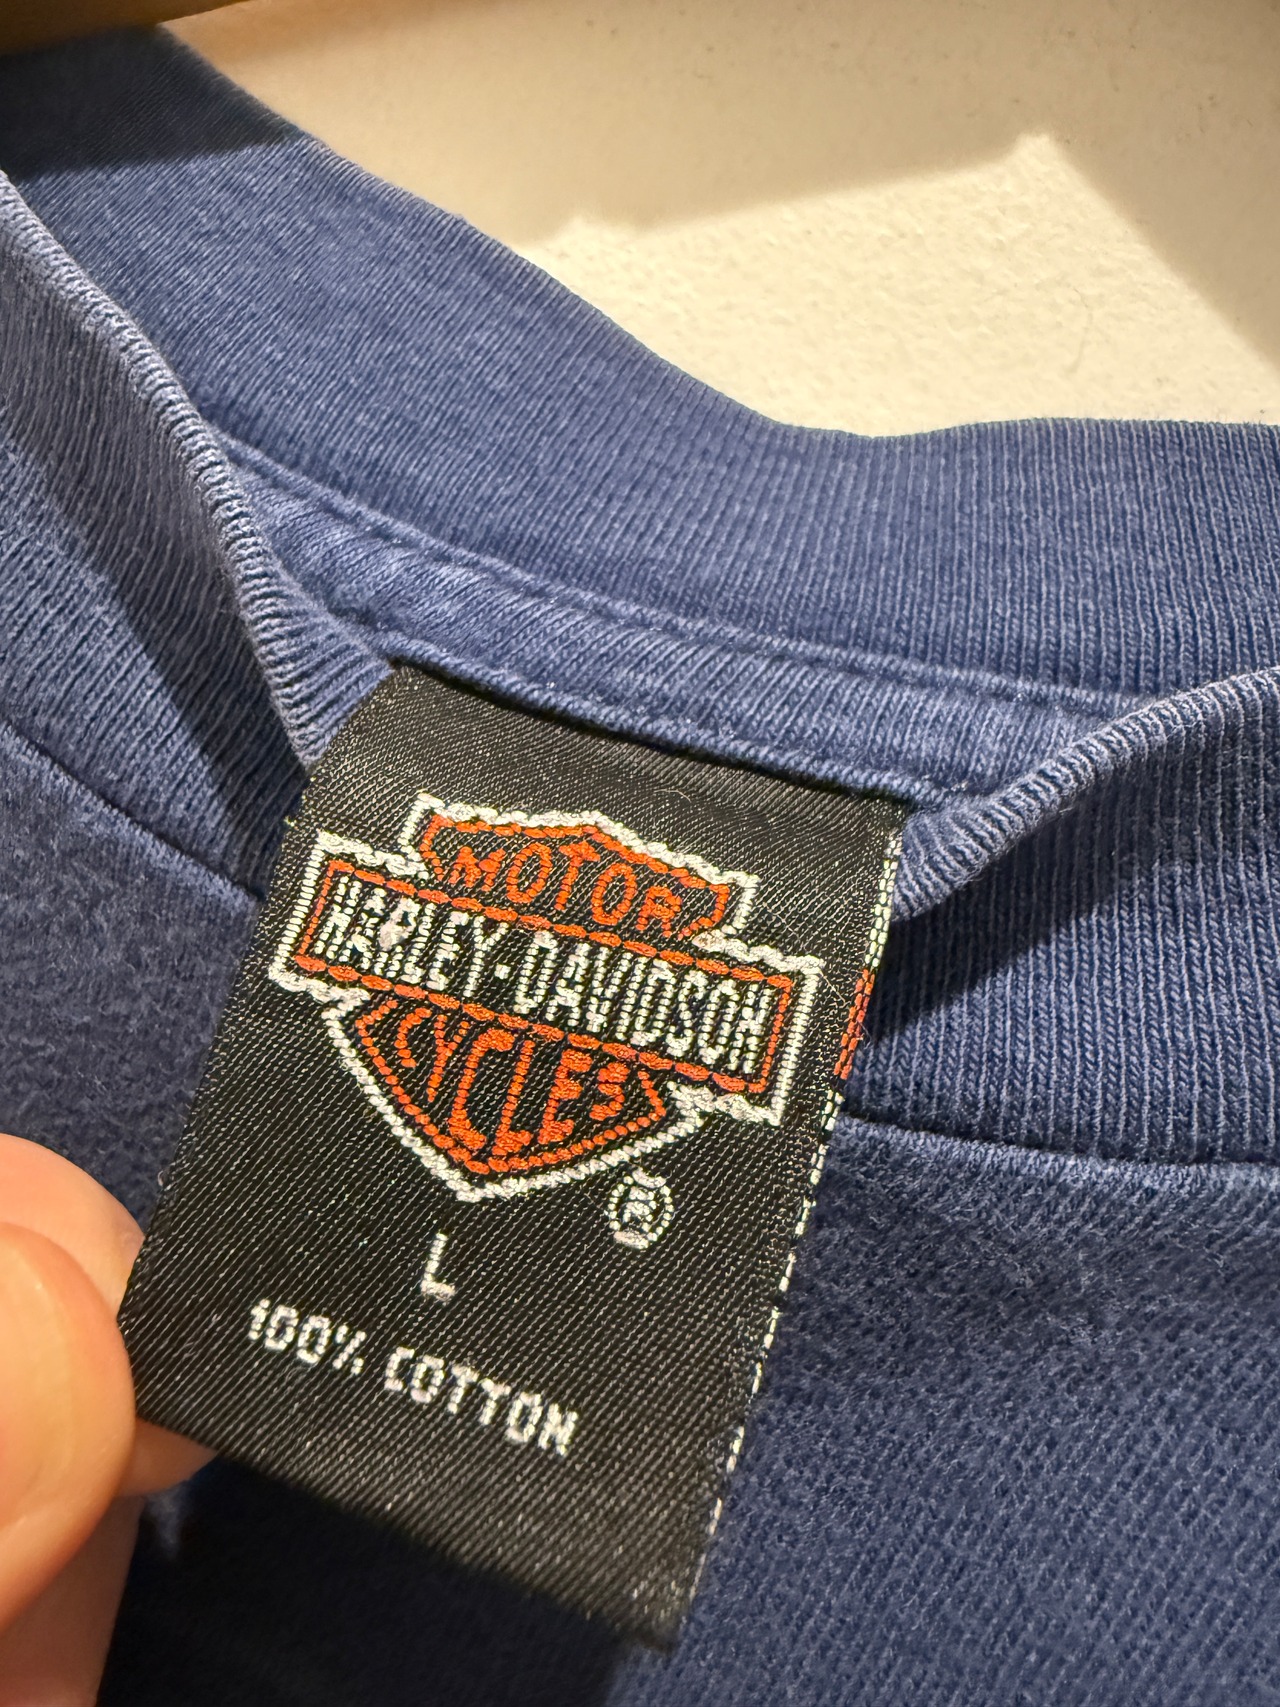 MOTOR
HARLEY-DAVIDSON
CYCLES
®
L
100% COTTON